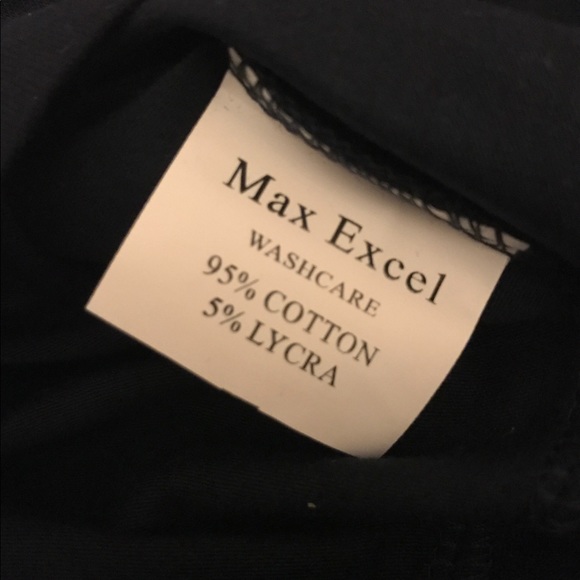 Max Excel
WASHCARE
95% COTTON
5% LYCRA